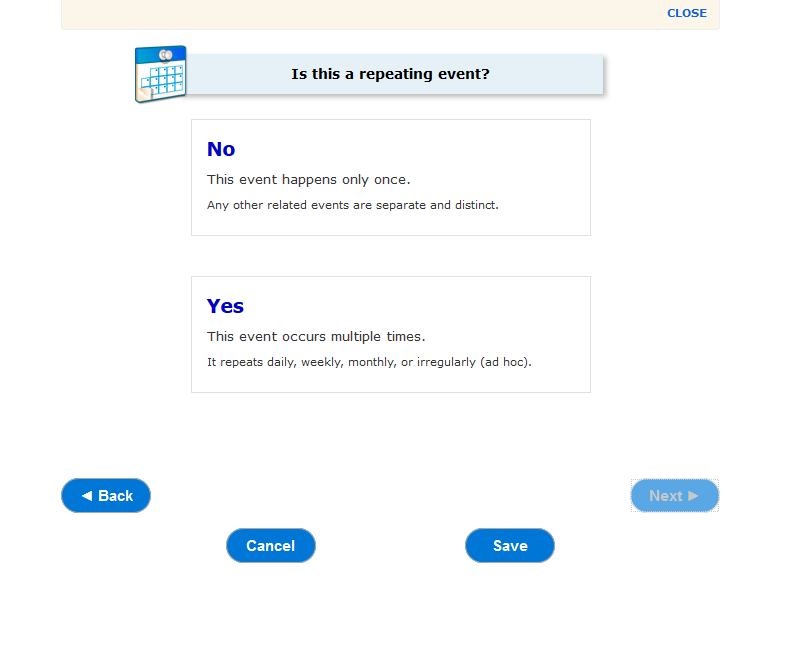 CLOSE
Is this a repeating event?
No
This event happens only once.
Any other related events are separate and distinct.
Yes
This event occurs multiple times.
It repeats daily, weekly, monthly, or irregularly (ad hoc).
◄ Back
Next ►
Cancel
Save